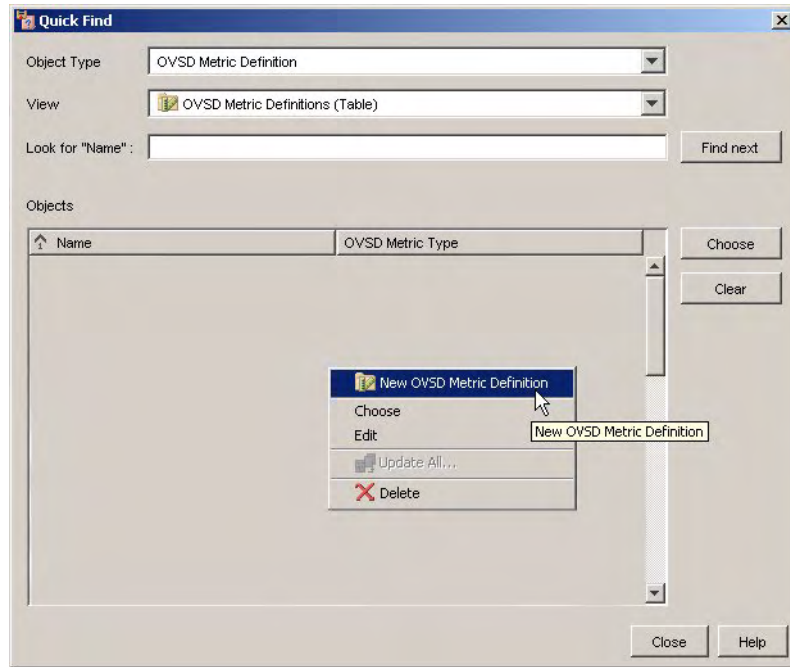 Quick Find
Object Type
OVSD Metric Definition
View
OVSD Metric Definitions (Table)
Look for "Name" :
Find next
Objects
1 Name
OVSD Metric Type
Choose
Clear
New OVSD Metric Definition
Choose
Edit
New OVSD Metric Definition
Update All...
Delete
Close
Help